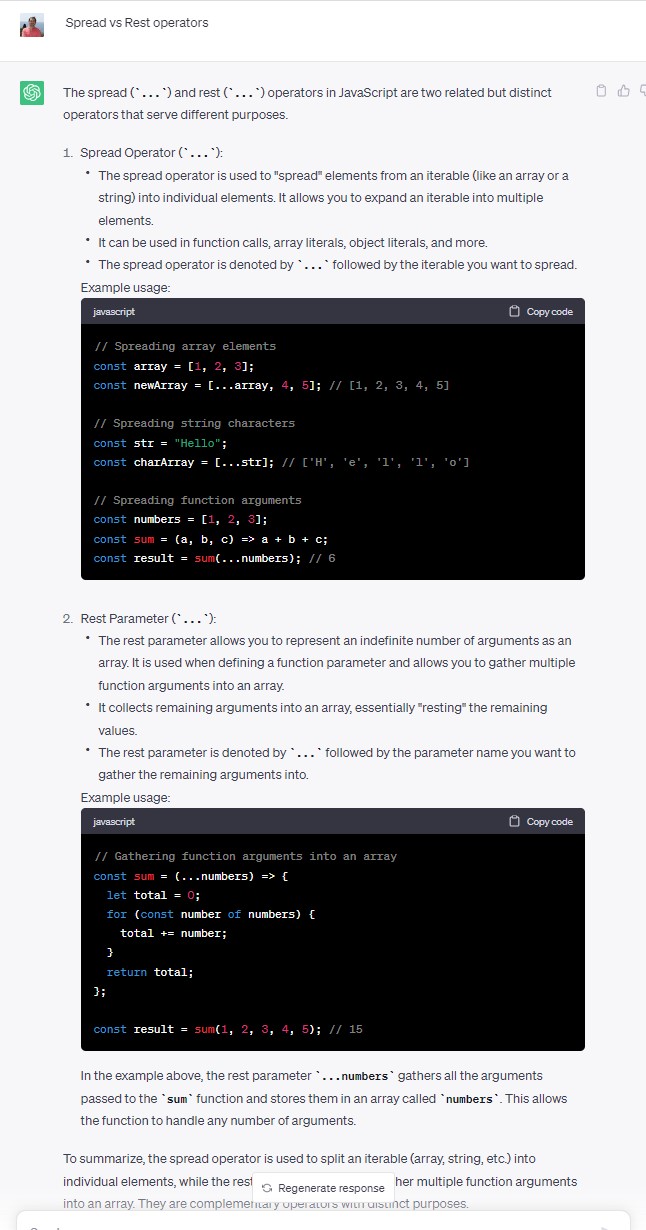 Spread vs Rest operators
The spread (`...`) and rest (`...`) operators in JavaScript are two related but distinct
operators that serve different purposes.
1. Spread Operator (`...`):
• The spread operator is used to "spread" elements from an iterable (like an array or a
string) into individual elements. It allows you to expand an iterable into multiple
elements.
• It can be used in function calls, array literals, object literals, and more.
• The spread operator is denoted by `...` followed by the iterable you want to spread.
Example usage:
javascript Copy code
// Spreading array elements
const array = [1, 2, 3];
const newArray = [...array, 4, 5]; // [1, 2, 3, 4, 5]
// Spreading string characters
const str = "Hello";
const charArray = [...str]; // ['H', 'e', 'l', 'l', 'o']
// Spreading function arguments
const numbers = [1, 2, 3];
const sum = (a, b, c) => a + b + c;
const result = sum(...numbers); // 6
2. Rest Parameter (`...`):
• The rest parameter allows you to represent an indefinite number of arguments as an
array. It is used when defining a function parameter and allows you to gather multiple
function arguments into an array.
• It collects remaining arguments into an array, essentially "resting" the remaining
values.
• The rest parameter is denoted by `...` followed by the parameter name you want to
gather the remaining arguments into.
Example usage:
javascript Copy code
// Gathering function arguments into an array
const sum = (...numbers) => {
let total = 0;
for (const number of numbers) {
total += number;
}
return total;
};
const result = sum(1, 2, 3, 4, 5); // 15
In the example above, the rest parameter `...numbers` gathers all the arguments
passed to the `sum` function and stores them in an array called `numbers`. This allows
the function to handle any number of arguments.
To summarize, the spread operator is used to split an iterable (array, string, etc.) into
individual elements, while the rest Regenerate response her multiple function arguments
into an array. They are complementary operators with distinct purposes.